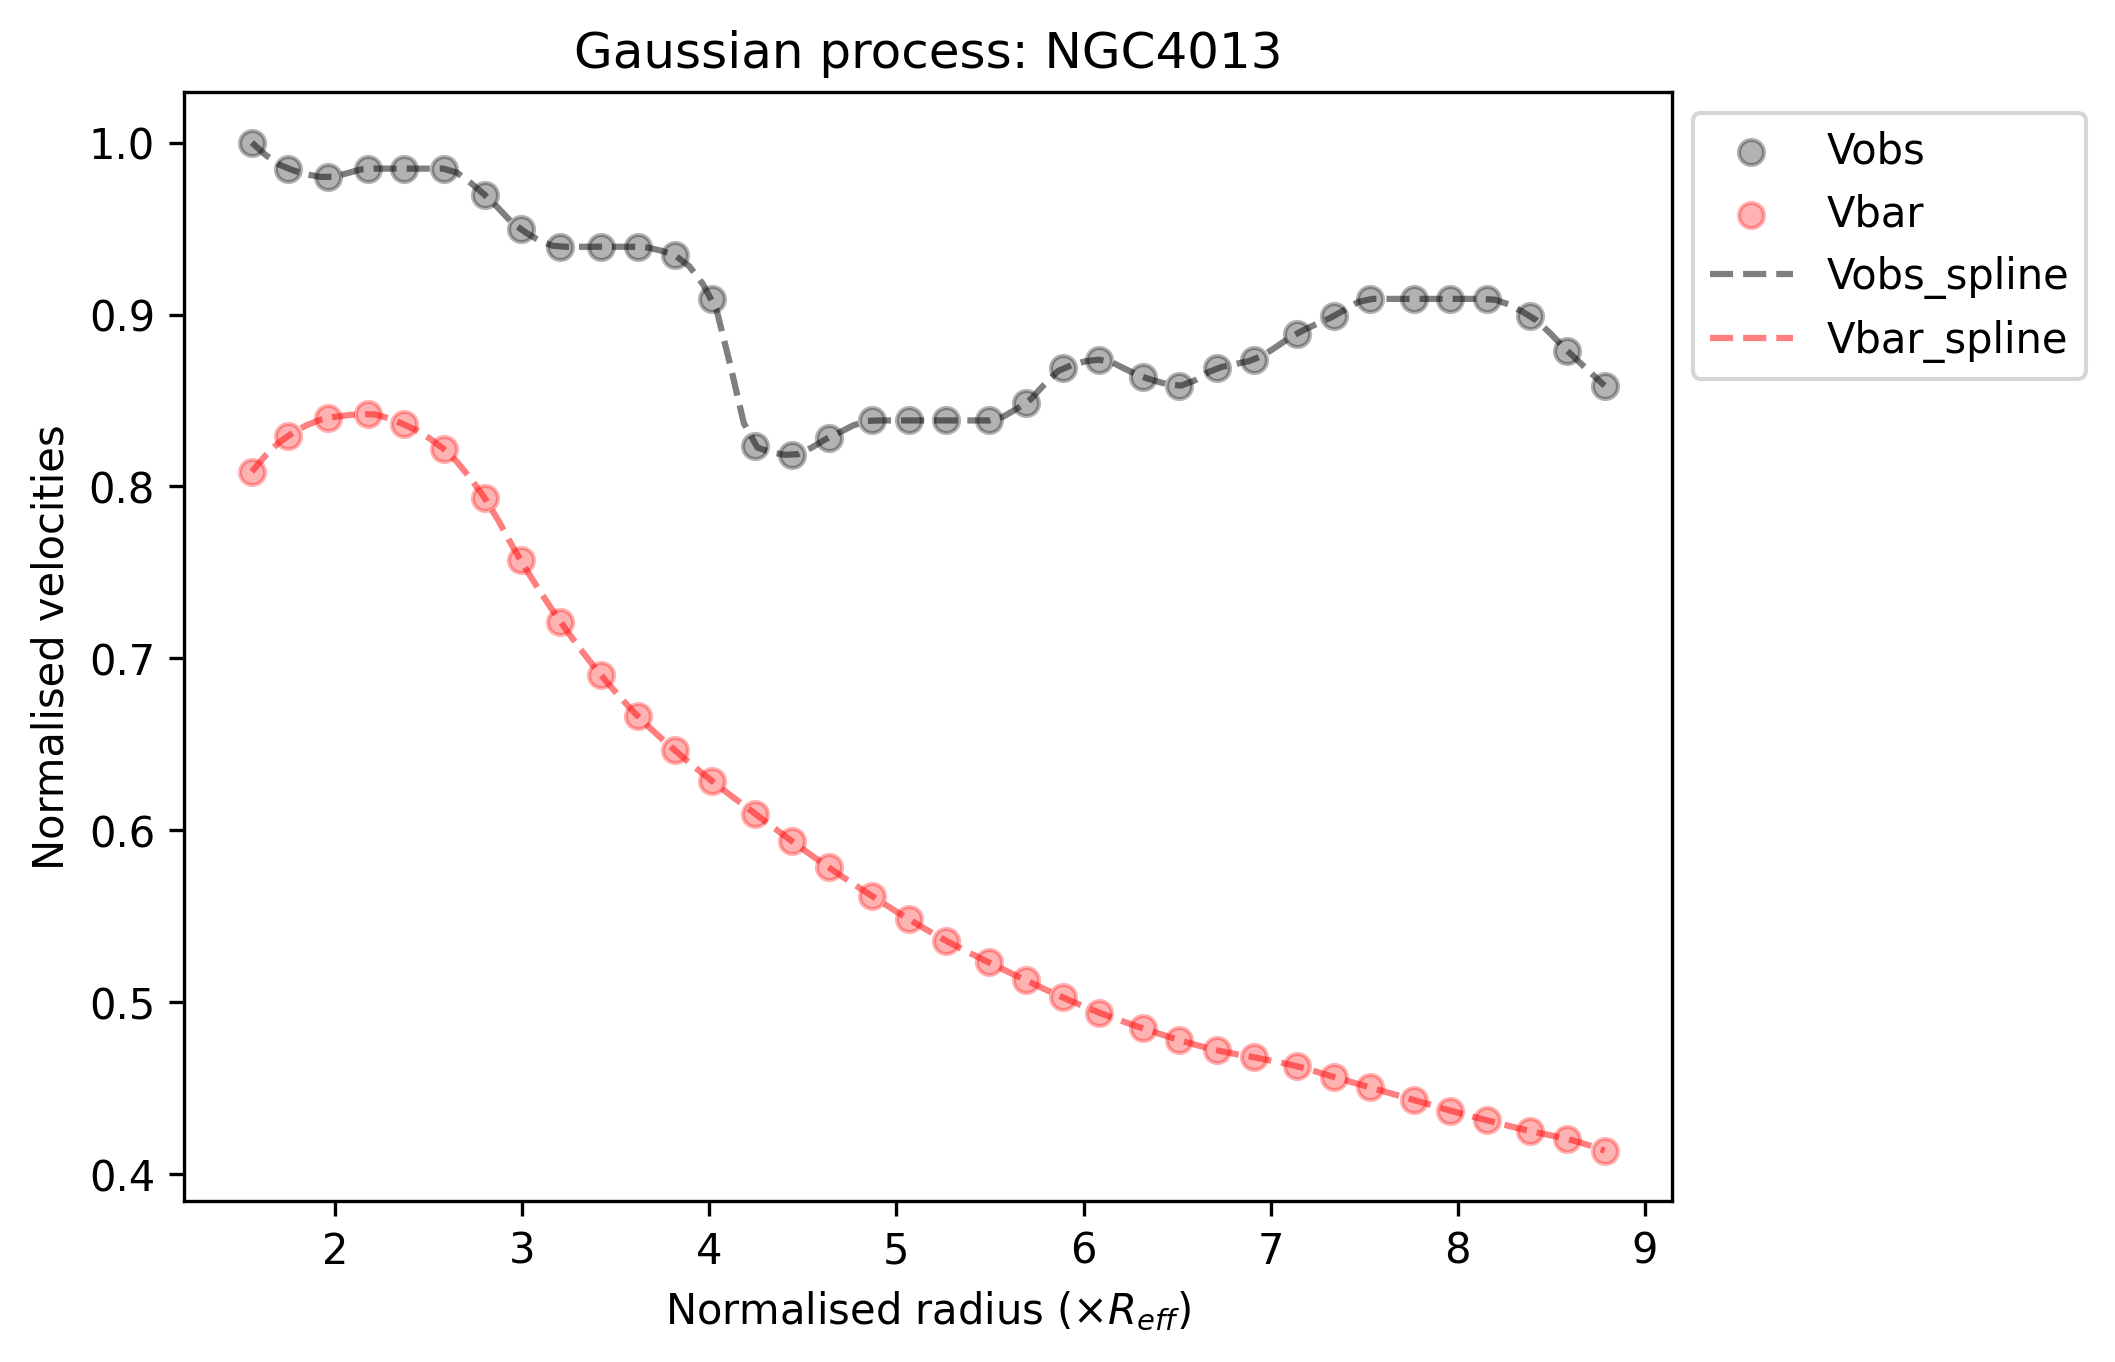 Gaussian process: NGC4013
1.0
0.9
0.8
0.7
0.6
0.5
0.4
Normalised velocities
2 3 4 5 6 7 8 9
Normalised radius (×R_eff)
Vobs
Vbar
Vobs_spline
Vbar_spline